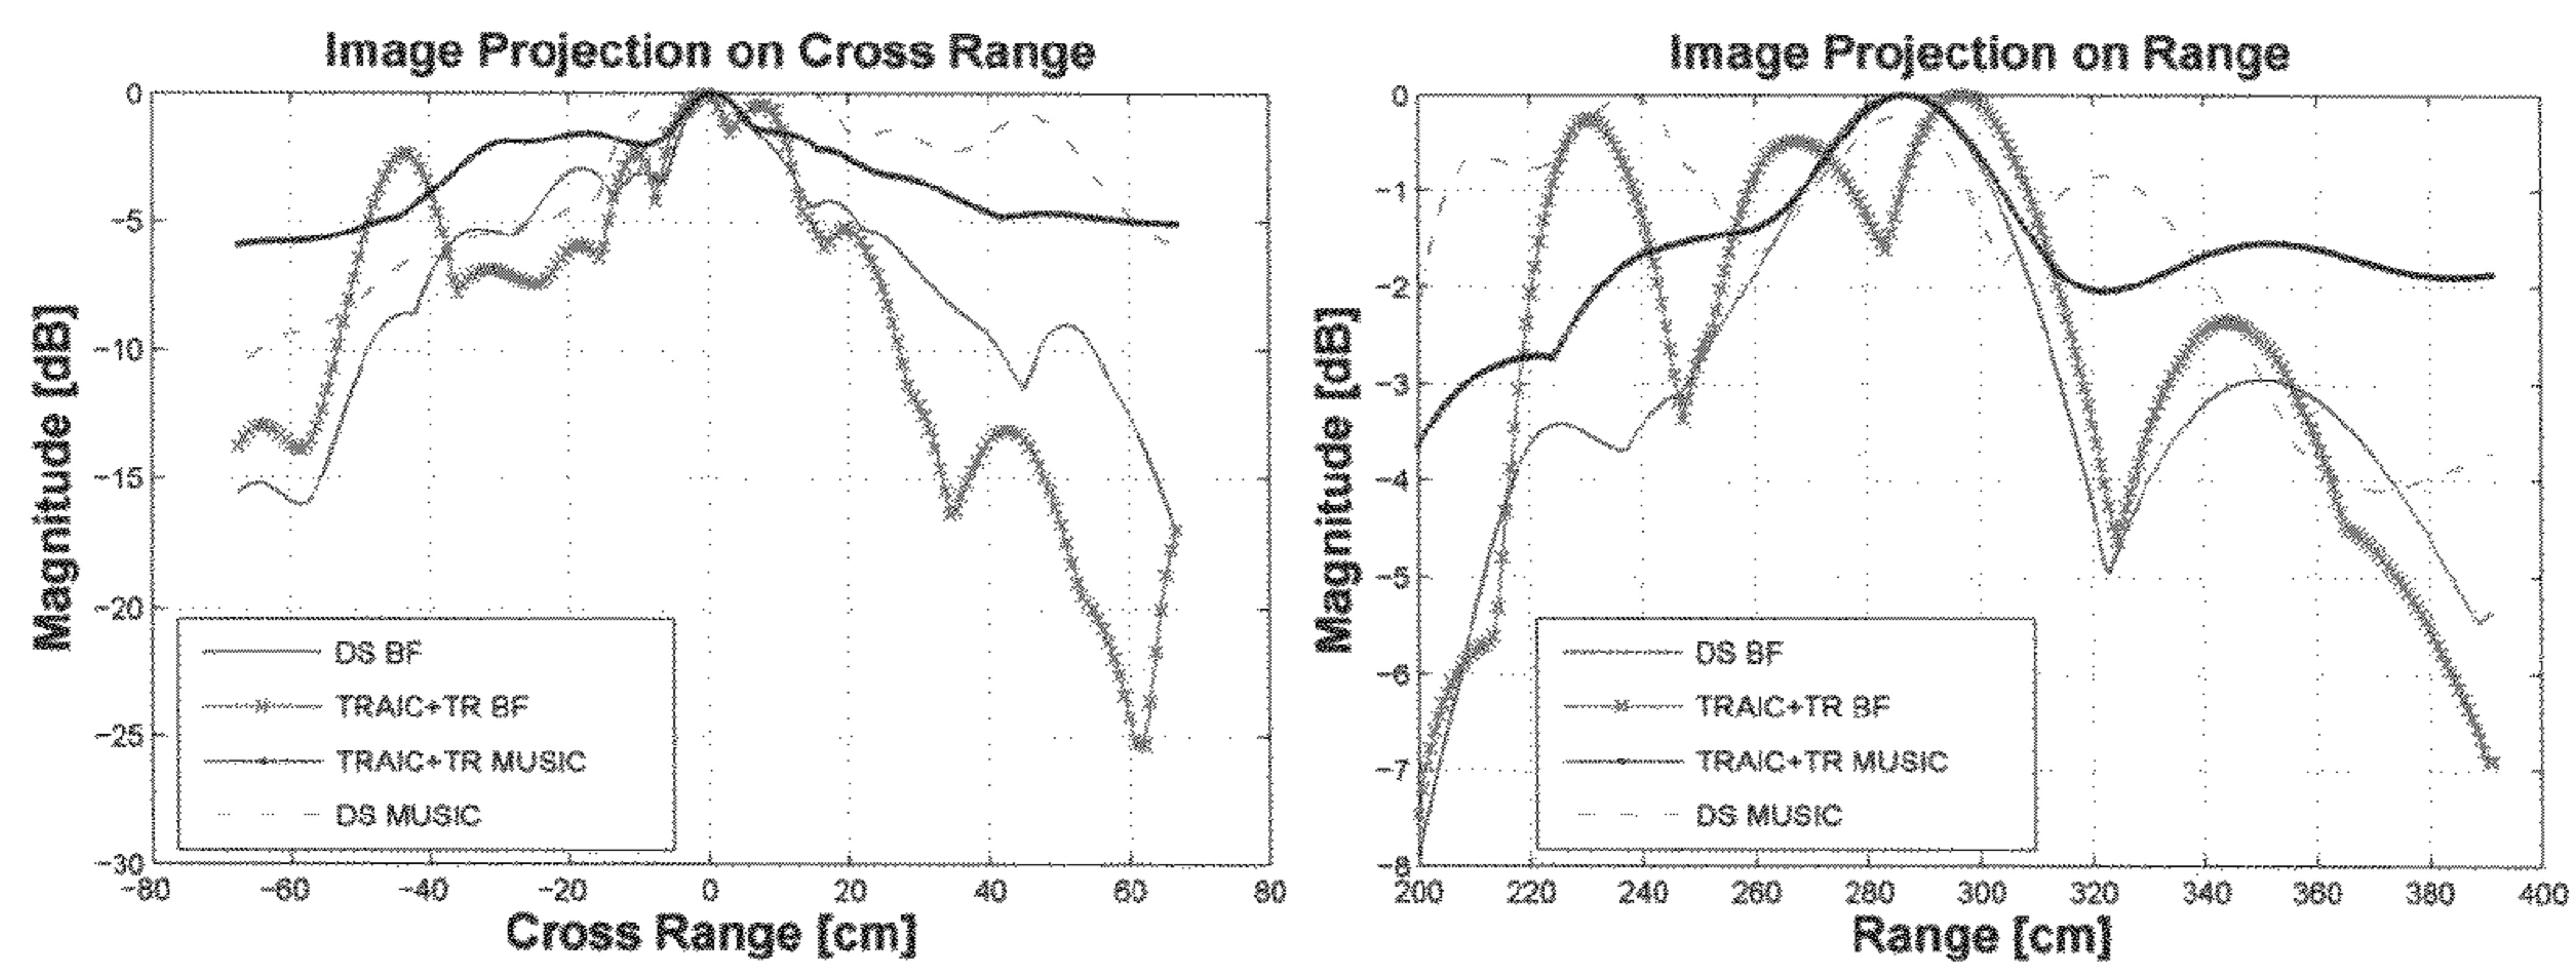 Image Projection on Cross Range
0
−5
−10
−15
−20
−25
−30
Magnitude [dB]
DS BF
TRAIC+TR BF
TRAIC+TR MUSIC
DS MUSIC
−80 −60 −40 −20 0 20 40 60 80
Cross Range [cm]
Image Projection on Range
0
−1
−2
−3
−4
−5
−6
−7
−8
Magnitude [dB]
DS BF
TRAIC+TR BF
TRAIC+TR MUSIC
DS MUSIC
200 220 240 260 280 300 320 340 360 380 400
Range [cm]